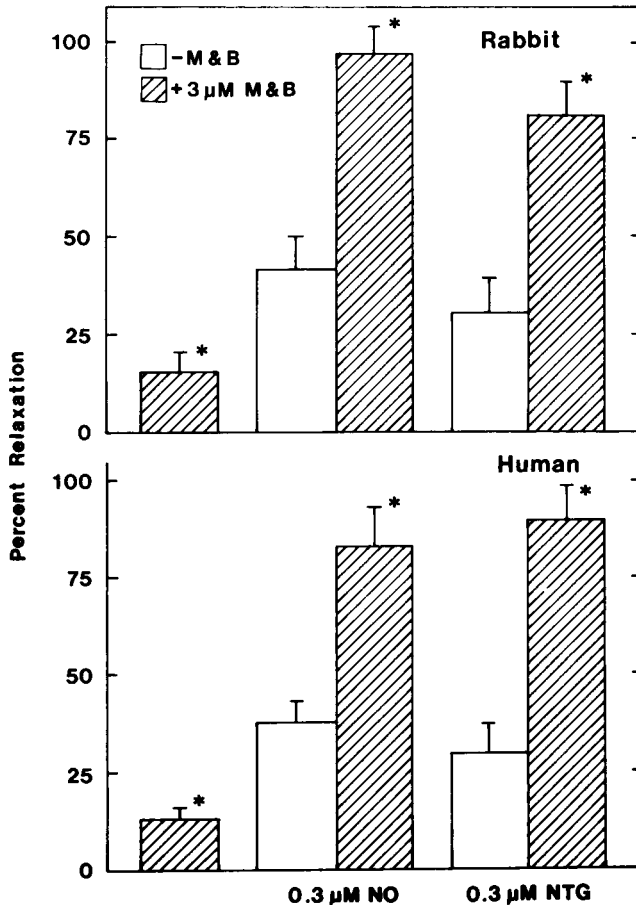 Percent Relaxation
100
75
50
25
0
Rabbit
-M & B
+3 μM M & B
*
*
*
100
75
50
25
0
Human
*
*
*
0.3 μM NO
0.3 μM NTG